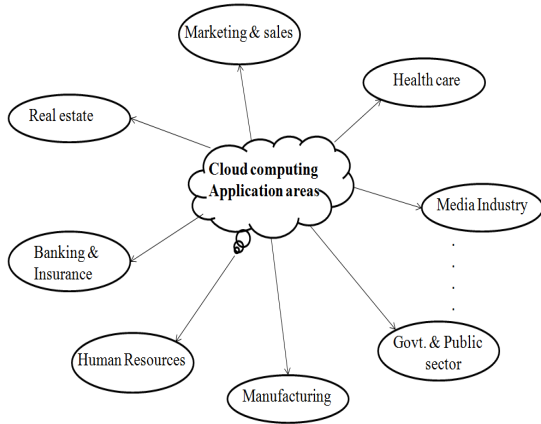 Marketing & sales
Health care
Real estate
Cloud computing
Application areas
Media Industry
Banking &
Insurance
Govt. & Public
sector
Human Resources
Manufacturing